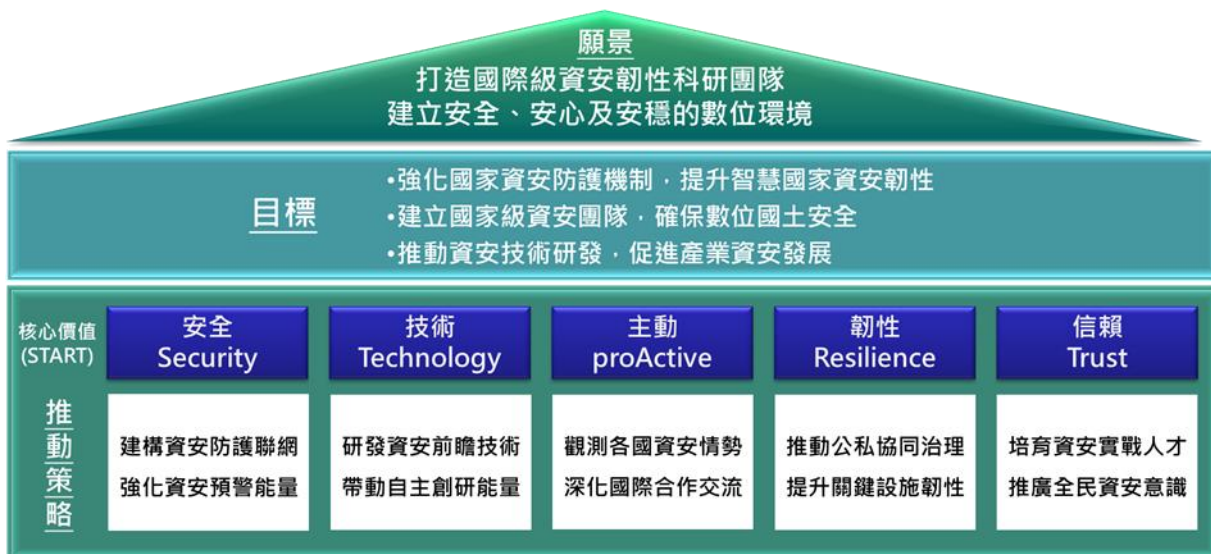 願景
打造國際級資安韌性科研團隊
建立安全、安心及安穩的數位環境
目標
•強化國家資安防護機制，提升智慧國家資安韌性
•建立國家級資安團隊，確保數位國土安全
•推動資安技術研發，促進產業資安發展
核心價值
(START)
安全
Security
技術
Technology
主動
proActive
韌性
Resilience
信賴
Trust
推動策略
建構資安防護聯網
強化資安預警能量
研發資安前瞻技術
帶動自主創研能量
觀測各國資安情勢
深化國際合作交流
推動公私協同治理
提升關鍵設施韌性
培育資安實戰人才
推廣全民資安意識